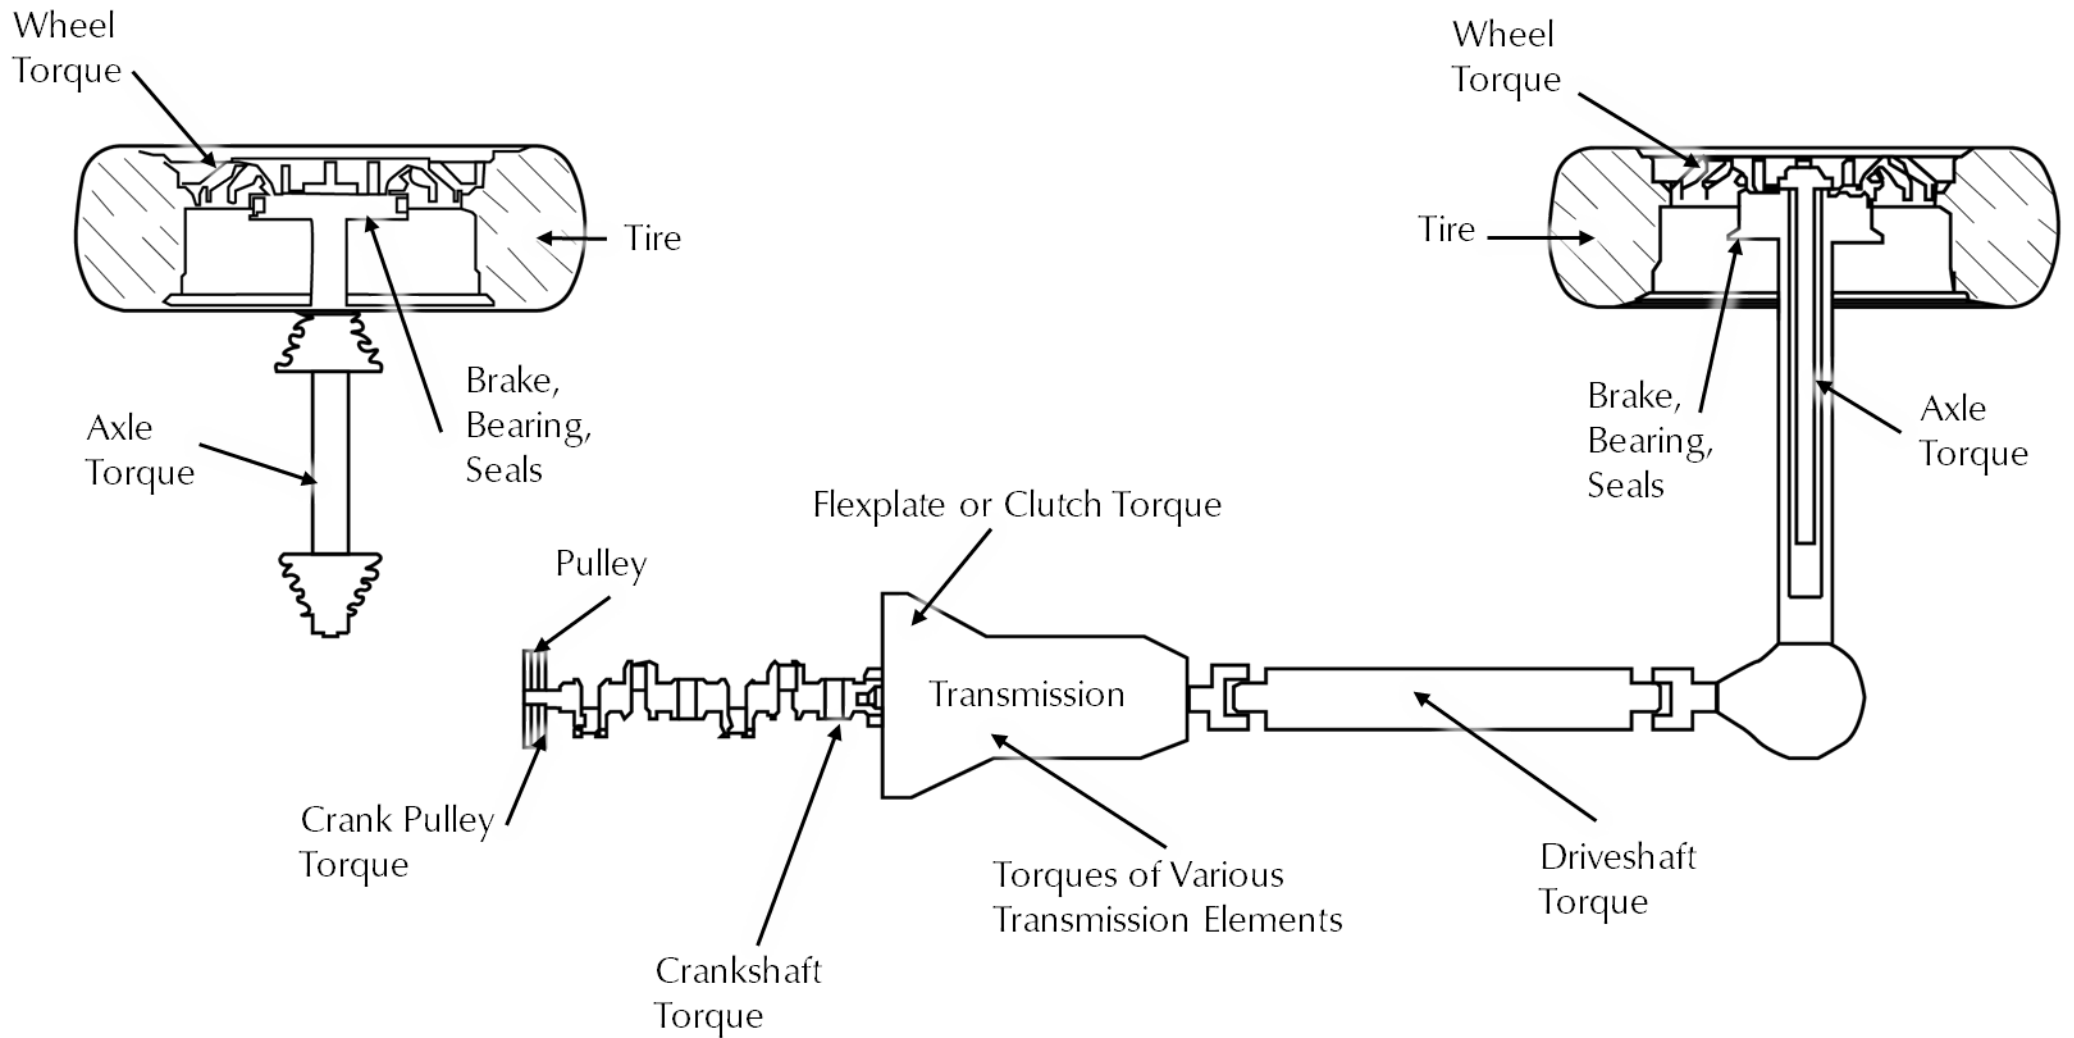 Wheel
Torque
Wheel
Torque
Tire
Tire
Brake,
Bearing,
Seals
Axle
Torque
Brake,
Bearing,
Seals
Axle
Torque
Flexplate or Clutch Torque
Pulley
Transmission
Crank Pulley
Torque
Torques of Various
Transmission Elements
Driveshaft
Torque
Crankshaft
Torque